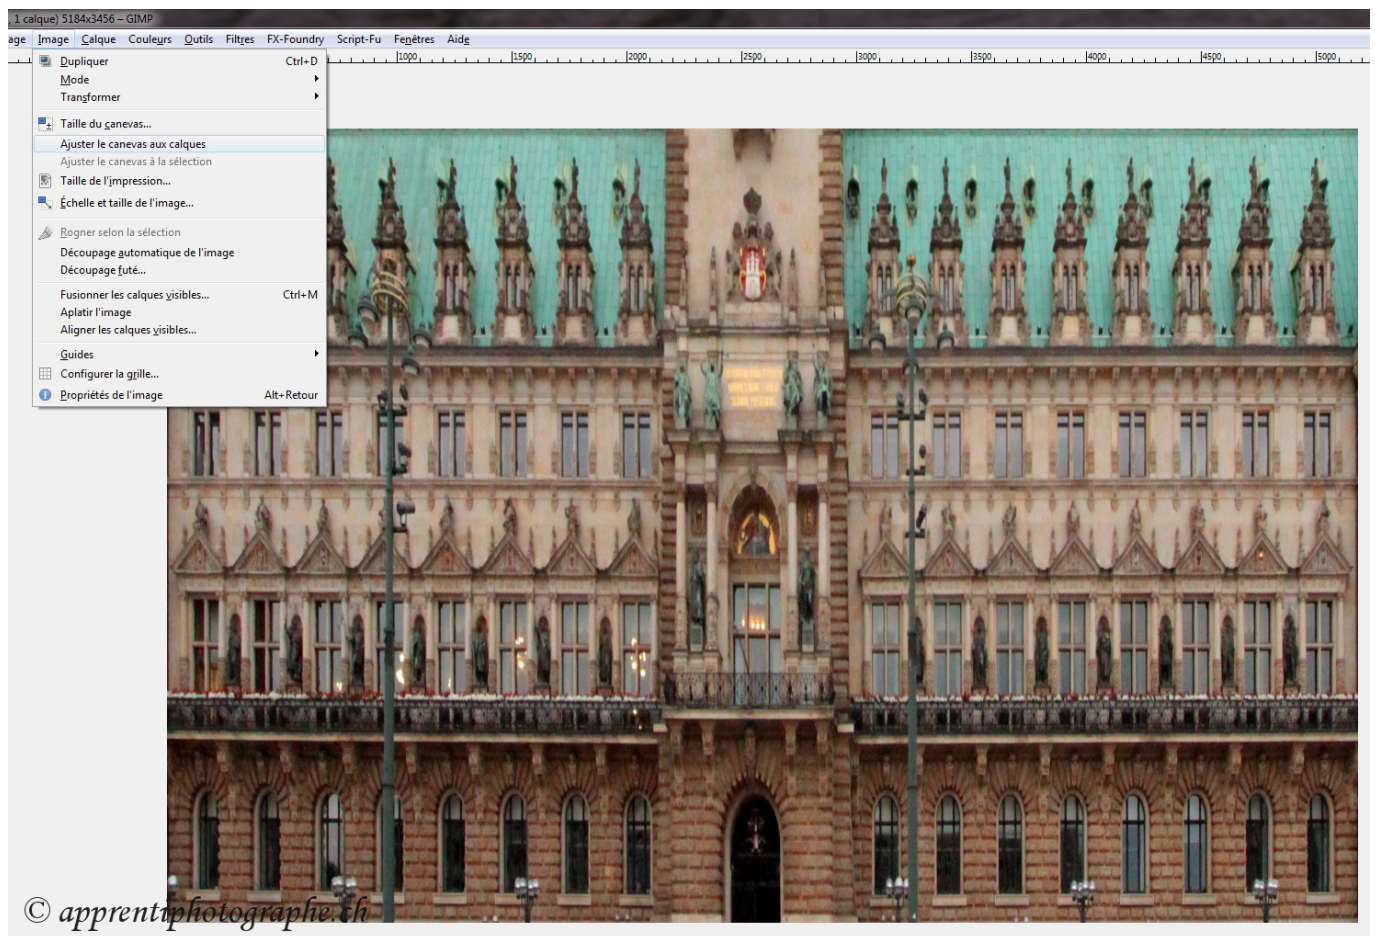 , 1 calque) 5184x3456 – GIMP
age Image Calque Couleurs Outils Filtres FX-Foundry Script-Fu Fenêtres Aide
1000 1500 2000 2500 3000 3500 4000 4500 5000
Dupliquer Ctrl+D
Mode
Transformer
Taille du canevas...
Ajuster le canevas aux calques
Ajuster le canevas à la sélection
Taille de l'impression...
Échelle et taille de l'image...
Rogner selon la sélection
Découpage automatique de l'image
Découpage futé...
Fusionner les calques visibles... Ctrl+M
Aplatir l'image
Aligner les calques visibles...
Guides
Configurer la grille...
Propriétés de l'image Alt+Retour
© apprentiphotographe.ch